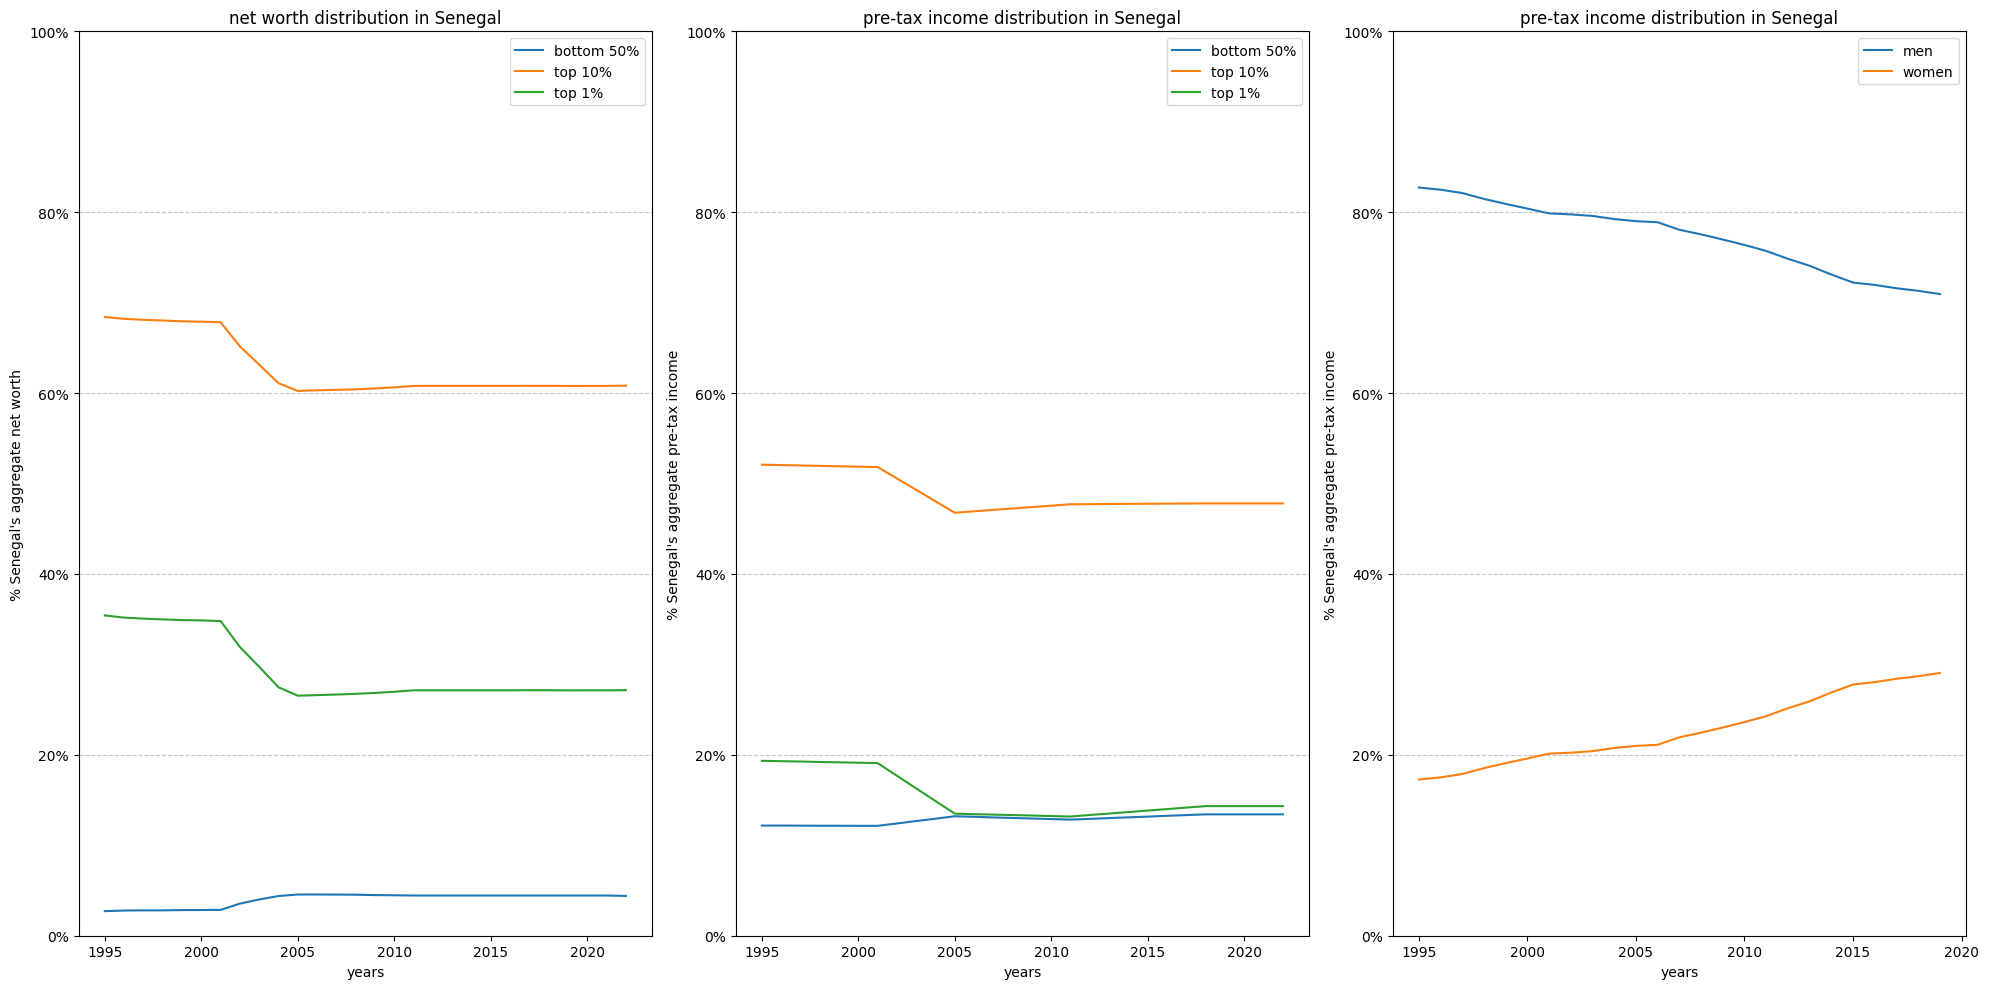 net worth distribution in Senegal
100%
80%
60%
40%
20%
0%
% Senegal's aggregate net worth
bottom 50%
top 10%
top 1%
1995
2000
2005
2010
2015
2020
years
pre-tax income distribution in Senegal
100%
80%
60%
40%
20%
0%
% Senegal's aggregate pre-tax income
bottom 50%
top 10%
top 1%
1995
2000
2005
2010
2015
2020
years
pre-tax income distribution in Senegal
100%
80%
60%
40%
20%
0%
% Senegal's aggregate pre-tax income
men
women
1995
2000
2005
2010
2015
2020
years